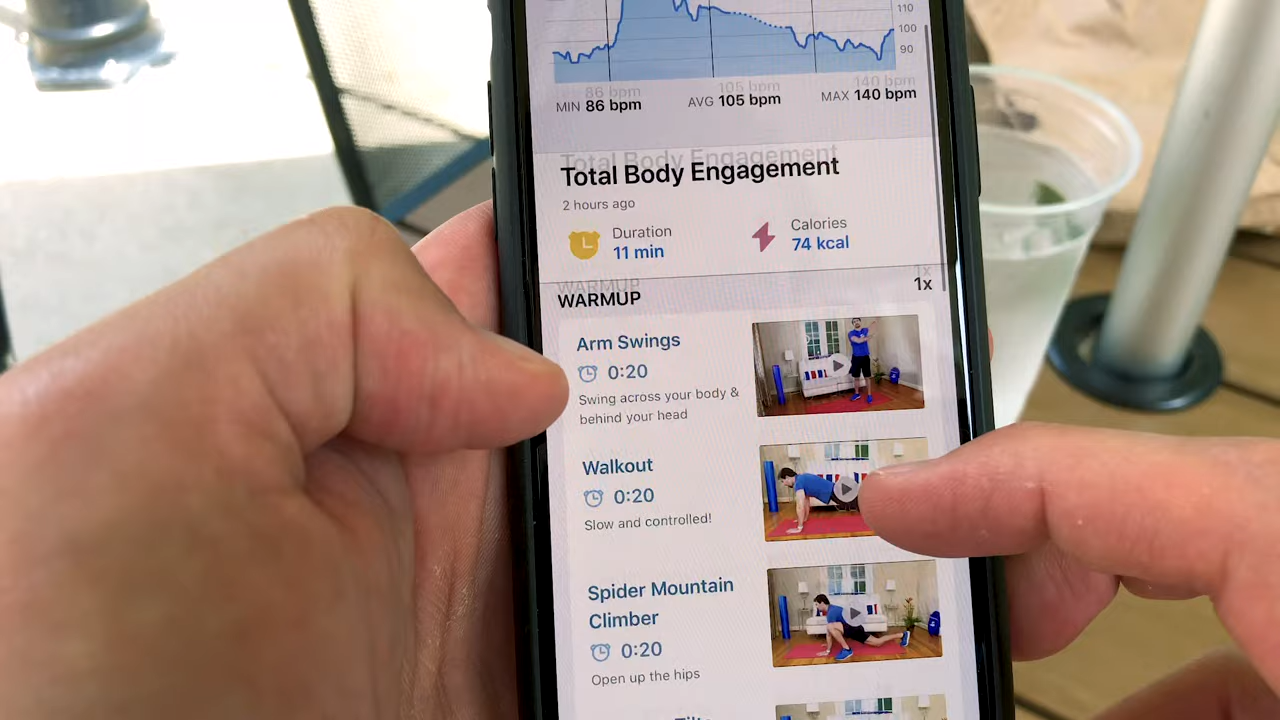 110
100
90
MIN 86 bpm AVG 105 bpm MAX 140 bpm
Total Body Engagement
2 hours ago
Duration
11 min
Calories
74 kcal
WARMUP 1x
Arm Swings
0:20
Swing across your body &
behind your head
Walkout
0:20
Slow and controlled!
Spider Mountain
Climber
0:20
Open up the hips